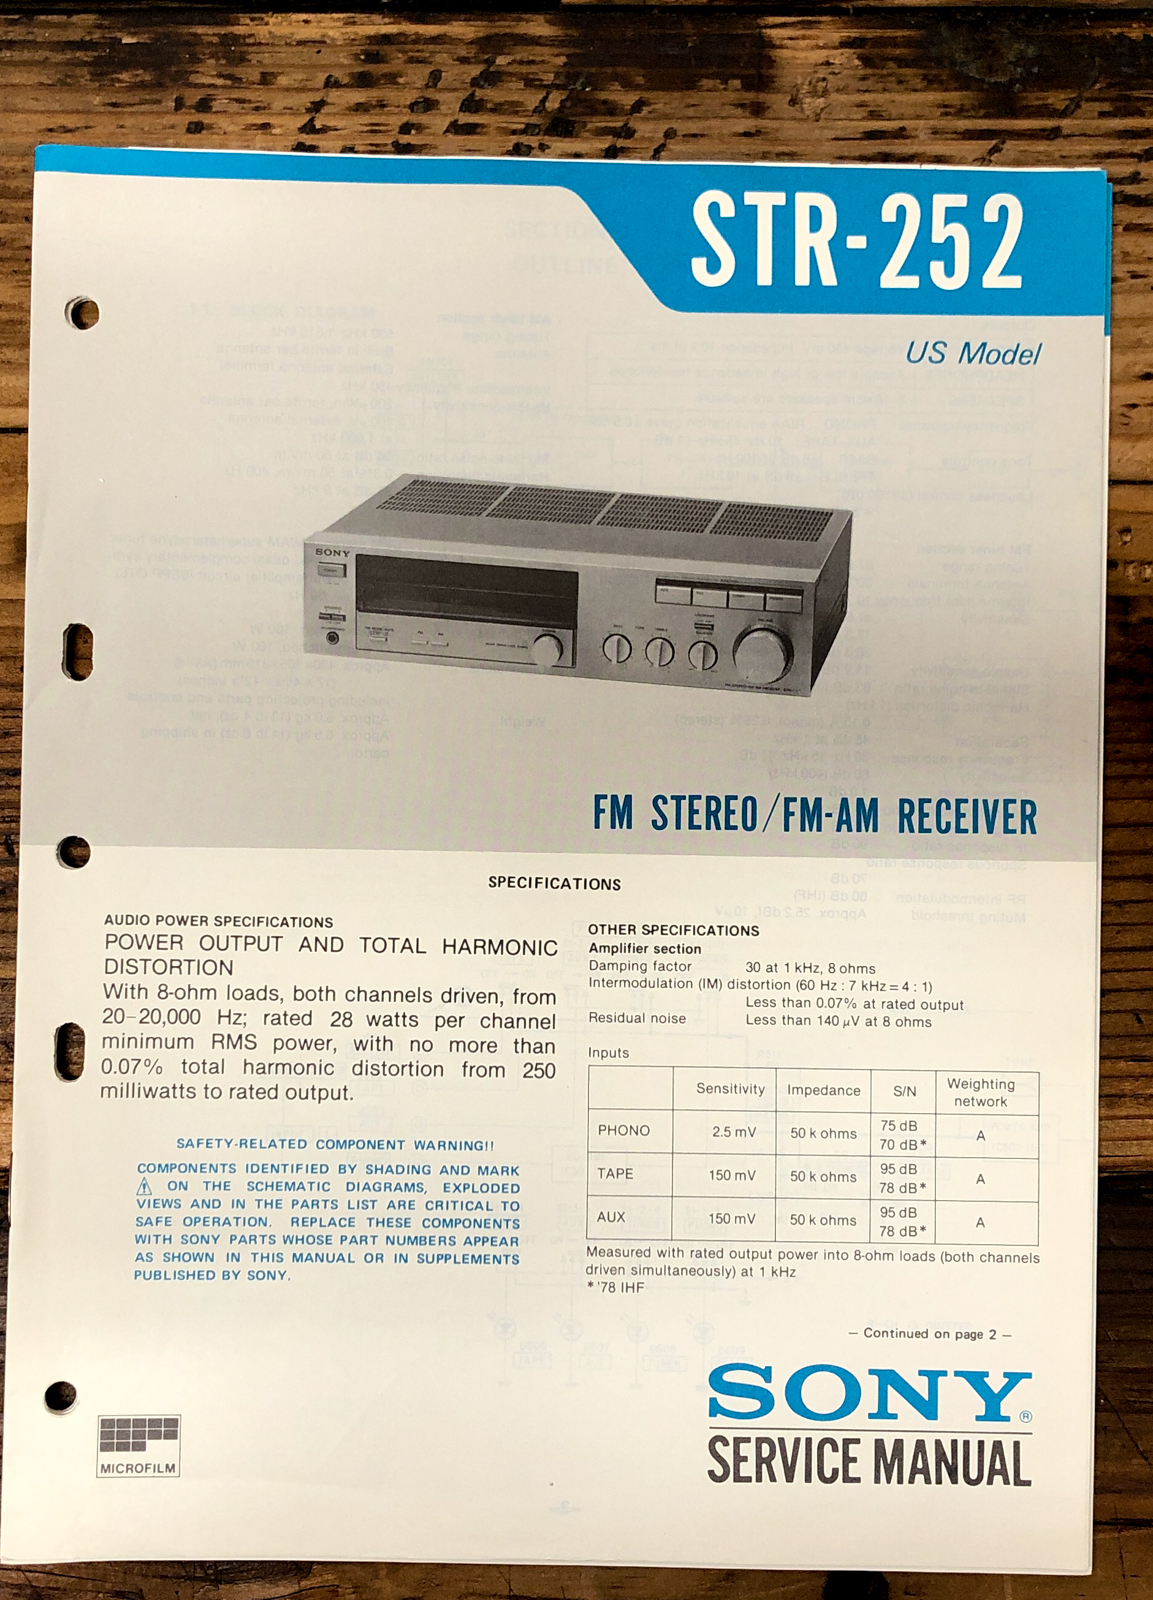 STR-252
US Model
SONY
FM STEREO/FM-AM RECEIVER
SPECIFICATIONS
AUDIO POWER SPECIFICATIONS
POWER OUTPUT AND TOTAL HARMONIC
DISTORTION
With 8-ohm loads, both channels driven, from
20–20,000 Hz; rated 28 watts per channel
minimum RMS power, with no more than
0.07% total harmonic distortion from 250
milliwatts to rated output.
SAFETY-RELATED COMPONENT WARNING!!
COMPONENTS IDENTIFIED BY SHADING AND MARK
⚠ ON THE SCHEMATIC DIAGRAMS, EXPLODED
VIEWS AND IN THE PARTS LIST ARE CRITICAL TO
SAFE OPERATION. REPLACE THESE COMPONENTS
WITH SONY PARTS WHOSE PART NUMBERS APPEAR
AS SHOWN IN THIS MANUAL OR IN SUPPLEMENTS
PUBLISHED BY SONY.
OTHER SPECIFICATIONS
Amplifier section
Damping factor 30 at 1 kHz, 8 ohms
Intermodulation (IM) distortion (60 Hz : 7 kHz = 4 : 1)
Less than 0.07% at rated output
Residual noise Less than 140 μV at 8 ohms
Inputs
Sensitivity Impedance S/N Weighting network
PHONO 2.5 mV 50 k ohms 75 dB 70 dB* A
TAPE 150 mV 50 k ohms 95 dB 78 dB* A
AUX 150 mV 50 k ohms 95 dB 78 dB* A
Measured with rated output power into 8-ohm loads (both channels
driven simultaneously) at 1 kHz
* '78 IHF
– Continued on page 2 –
SONY®
SERVICE MANUAL
MICROFILM